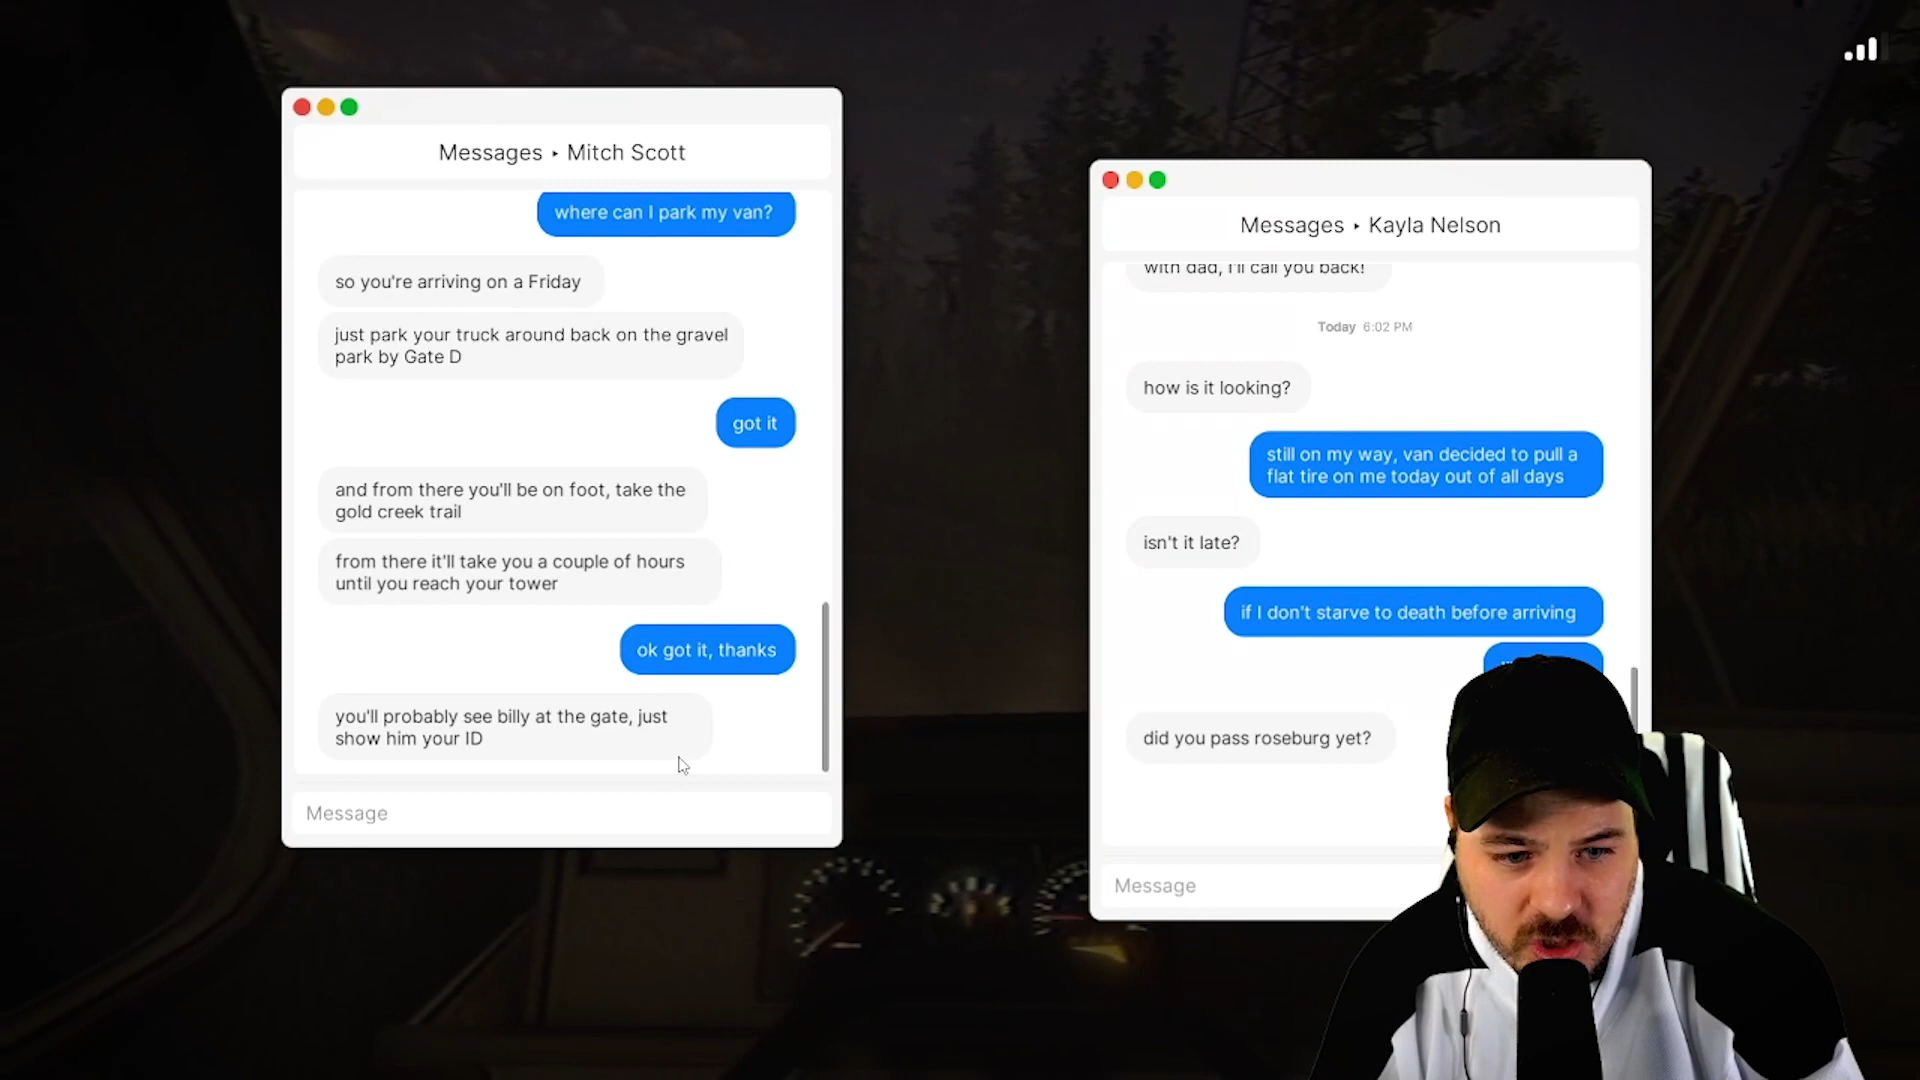 Messages ‣ Mitch Scott
where can I park my van?
so you're arriving on a Friday
just park your truck around back on the gravel
park by Gate D
got it
and from there you'll be on foot, take the
gold creek trail
from there it'll take you a couple of hours
until you reach your tower
ok got it, thanks
you'll probably see billy at the gate, just
show him your ID
Message
Messages ‣ Kayla Nelson
with dad, I'll call you back!
Today 6:02 PM
how is it looking?
still on my way, van decided to pull a
flat tire on me today out of all days
isn't it late?
if I don't starve to death before arriving
did you pass roseburg yet?
Message